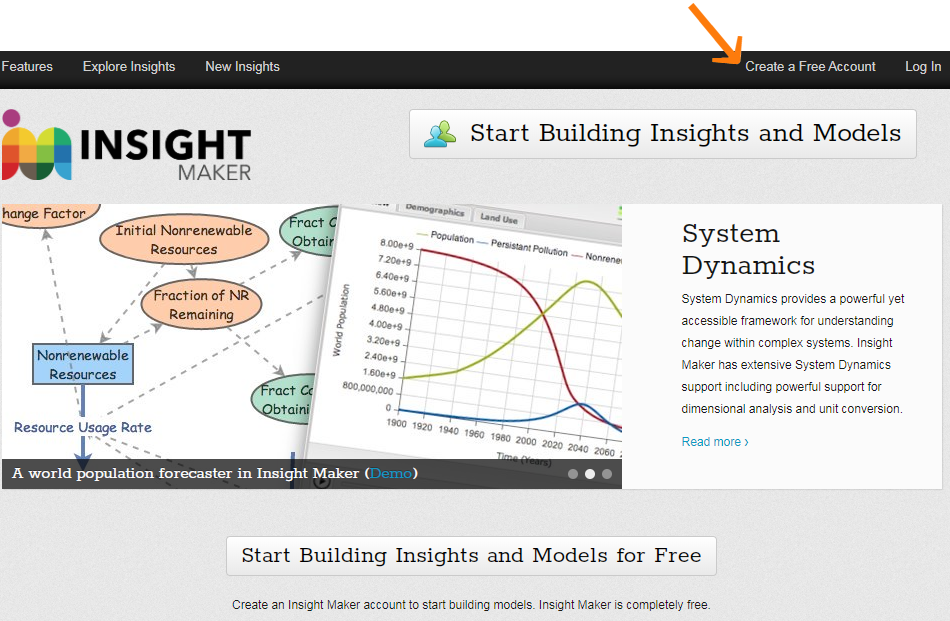 Features Explore Insights New Insights Create a Free Account Log In
INSIGHT
MAKER
Start Building Insights and Models
hange Factor
Initial Nonrenewable
Resources
Fract C
Obtain
Fraction of NR
Remaining
Nonrenewable
Resources
Fract Co
Obtaini
Resource Usage Rate
Demographics Land Use
Population Persistant Pollution Nonrene
8.00e+9
7.20e+9
6.40e+9
5.60e+9
4.80e+9
4.00e+9
3.20e+9
2.40e+9
1.60e+9
800,000,000
0
World Population
1900 1920 1940 1960 1980 2000 2020 2040 2060
Time (Years)
A world population forecaster in Insight Maker (Demo)
System
Dynamics
System Dynamics provides a powerful yet
accessible framework for understanding
change within complex systems. Insight
Maker has extensive System Dynamics
support including powerful support for
dimensional analysis and unit conversion.
Read more ›
Start Building Insights and Models for Free
Create an Insight Maker account to start building models. Insight Maker is completely free.